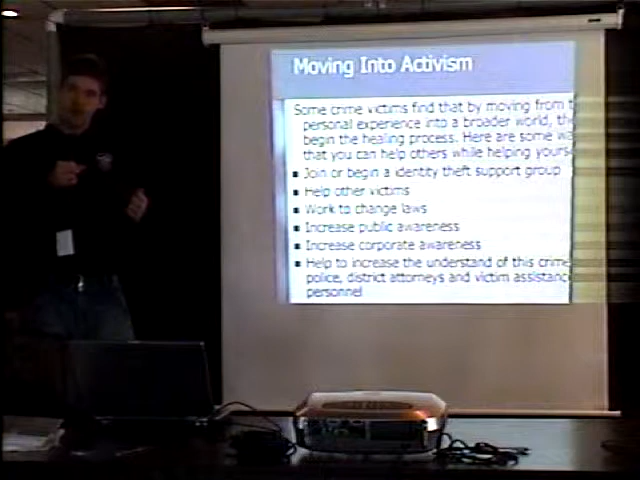 Moving Into Activism
Some crime victims find that by moving from
personal experience into a broader world,
begin the healing process. Here are some
that you can help others while helping
Join or begin a identity theft support group
Help other victims
Work to change laws
Increase public awareness
Increase corporate awareness
Help to increase the understand of this crime
police, district attorneys and victim assistance
personnel